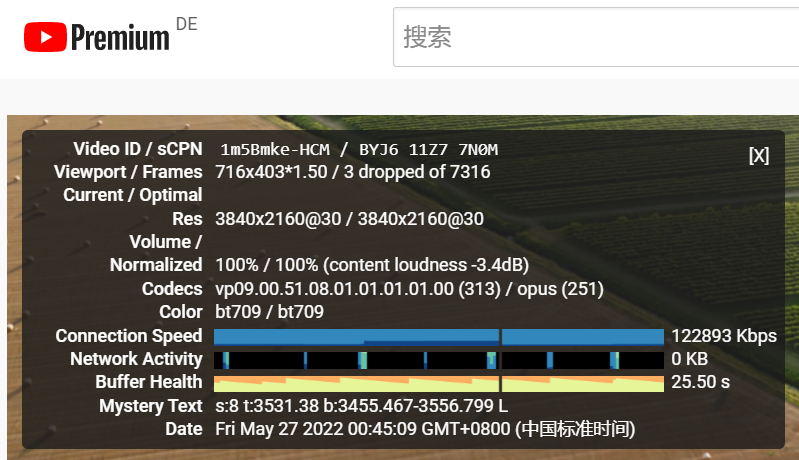 Premium DE
搜索
[X]
Video ID / sCPN 1m5Bmke-HCM / BYJ6 11Z7 7N0M
Viewport / Frames 716x403*1.50 / 3 dropped of 7316
Current / Optimal
Res 3840x2160@30 / 3840x2160@30
Volume /
Normalized 100% / 100% (content loudness -3.4dB)
Codecs vp09.00.51.08.01.01.01.01.00 (313) / opus (251)
Color bt709 / bt709
Connection Speed 122893 Kbps
Network Activity 0 KB
Buffer Health 25.50 s
Mystery Text s:8 t:3531.38 b:3455.467-3556.799 L
Date Fri May 27 2022 00:45:09 GMT+0800 (中国标准时间)